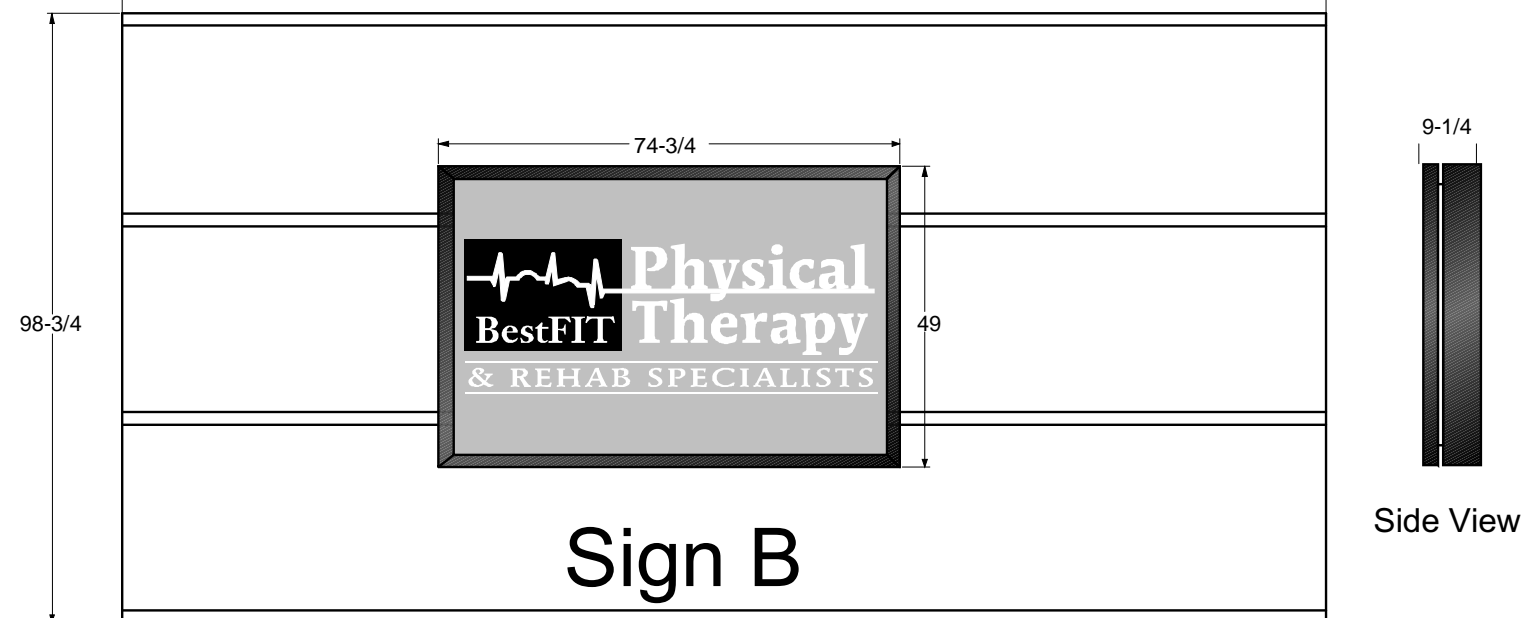 9-1/4
74-3/4
Physical
Therapy
BestFIT
& REHAB SPECIALISTS
98-3/4
49
Side View
Sign B